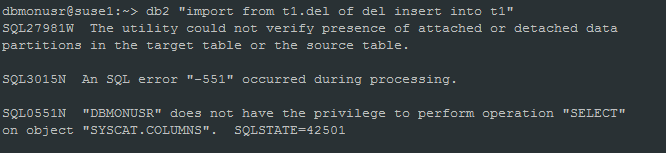 dbmonusr@suse1:~> db2 "import from t1.del of del insert into t1"
SQL27981W  The utility could not verify presence of attached or detached data
partitions in the target table or the source table.
SQL3015N  An SQL error "-551" occurred during processing.
SQL0551N  "DBMONUSR" does not have the privilege to perform operation "SELECT"
on object "SYSCAT.COLUMNS".  SQLSTATE=42501